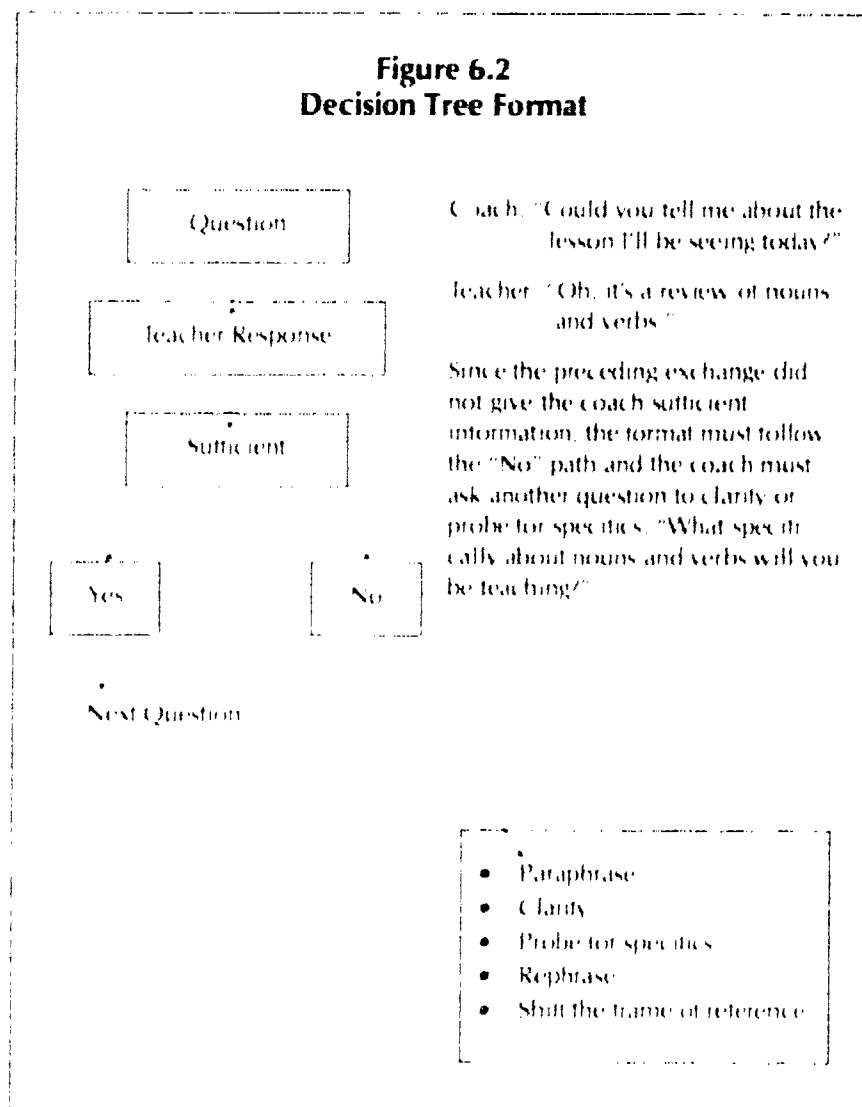 Figure 6.2
Decision Tree Format
Question
Coach. "Could you tell me about the
lesson I'll be seeing today?"
Teacher "Oh, it's a review of nouns
and verbs"
Teacher Response
Since the preceding exchange did
not give the coach sufficient
information, the format must follow
the "No" path and the coach must
ask another question to clarify or
probe for specifics. "What specifi
cally about nouns and verbs will you
be teaching?"
Sufficient
Yes
No
Next Question
• Paraphrase
• Clarify
• Probe for specifics
• Rephrase
• Shift the frame of reference